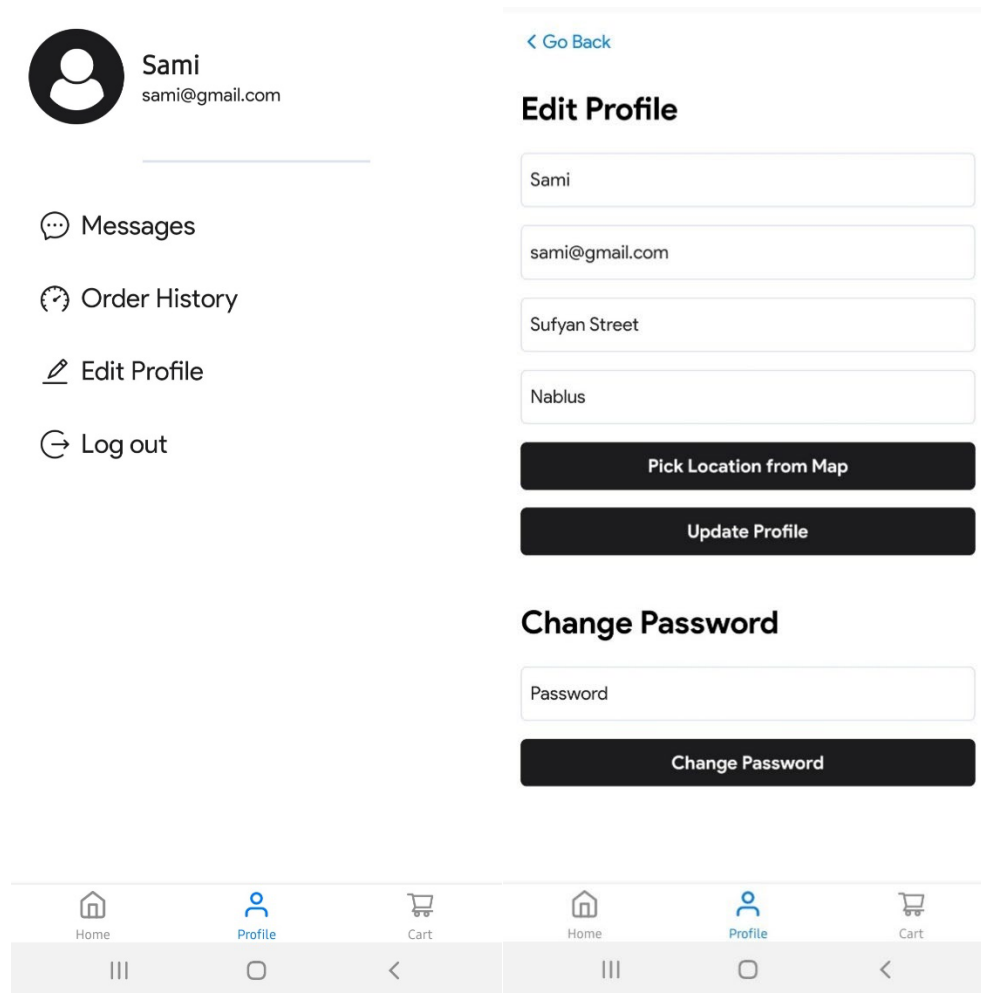 Sami
sami@gmail.com
Messages
Order History
Edit Profile
Log out
Home
Profile
Cart
Go Back
Edit Profile
Sami
sami@gmail.com
Sufyan Street
Nablus
Pick Location from Map
Update Profile
Change Password
Password
Change Password
Home
Profile
Cart